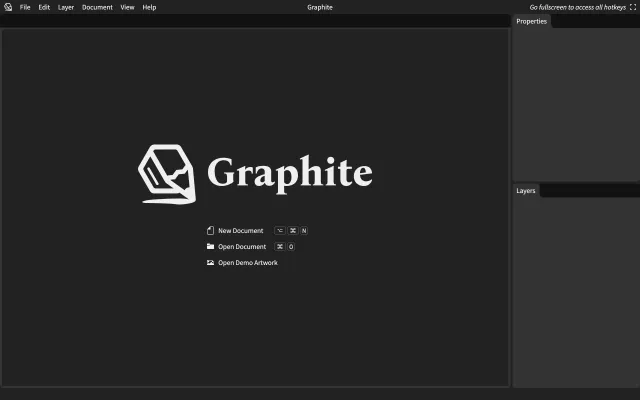 File Edit Layer Document View Help Graphite Go fullscreen to access all hotkeys
Properties
Graphite
Layers
New Document ⌥ ⌘ N
Open Document ⌘ O
Open Demo Artwork